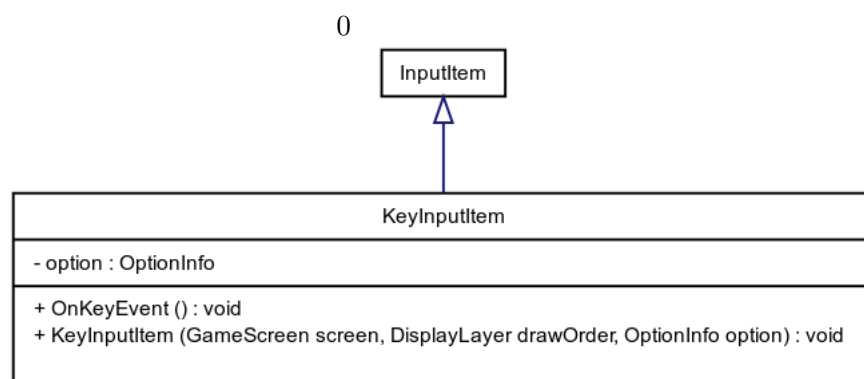 0
InputItem
KeyInputItem
- option : OptionInfo
+ OnKeyEvent () : void
+ KeyInputItem (GameScreen screen, DisplayLayer drawOrder, OptionInfo option) : void